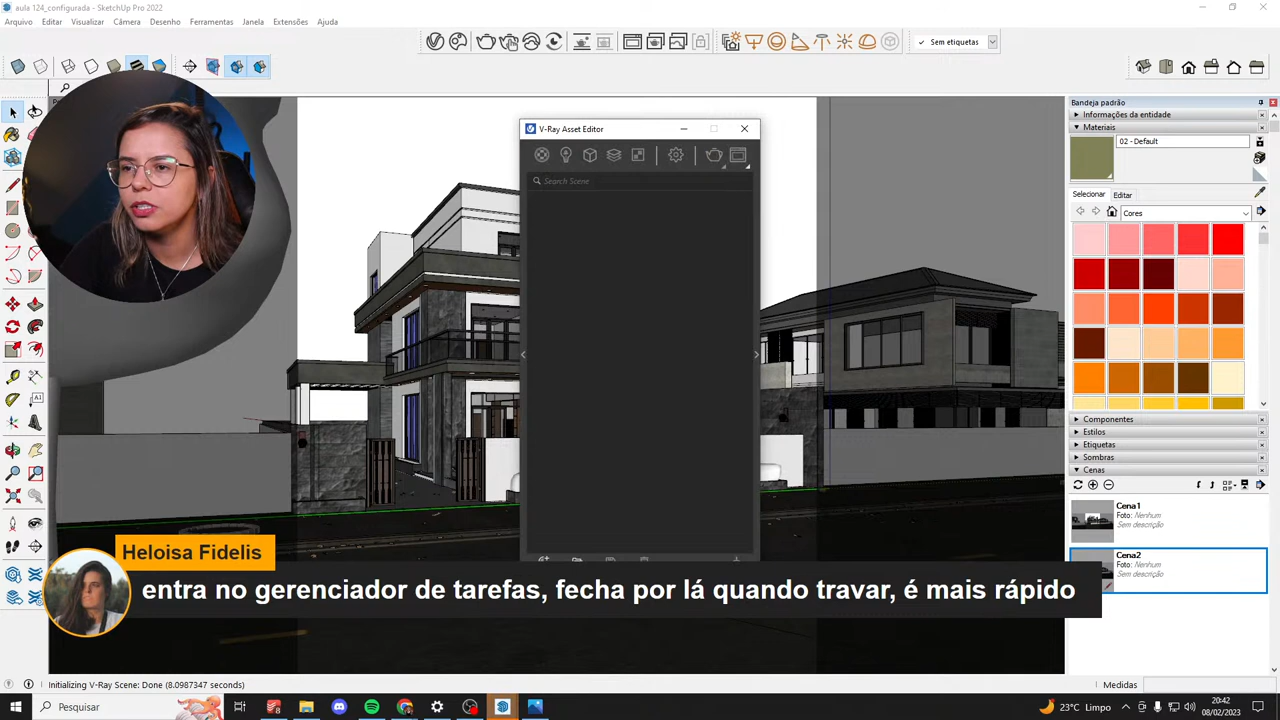 aula 124_configurada - SketchUp Pro 2022
Arquivo Editar Visualizar Câmera Desenho Ferramentas Janela Extensões Ajuda
Sem etiquetas
V-Ray Asset Editor
Search Scene
Bandeja padrão
Informações da entidade
Materiais
02 - Default
Selecionar Editar
Cores
Componentes
Estilos
Etiquetas
Sombras
Cenas
Cena1
Foto: Nenhum
Sem descrição
Cena2
Foto: Nenhum
Sem descrição
Heloisa Fidelis
entra no gerenciador de tarefas, fecha por lá quando travar, é mais rápido
Initializing V-Ray Scene: Done (8.0987347 seconds)
Medidas
Pesquisar
23°C Limpo
20:42
08/02/2023